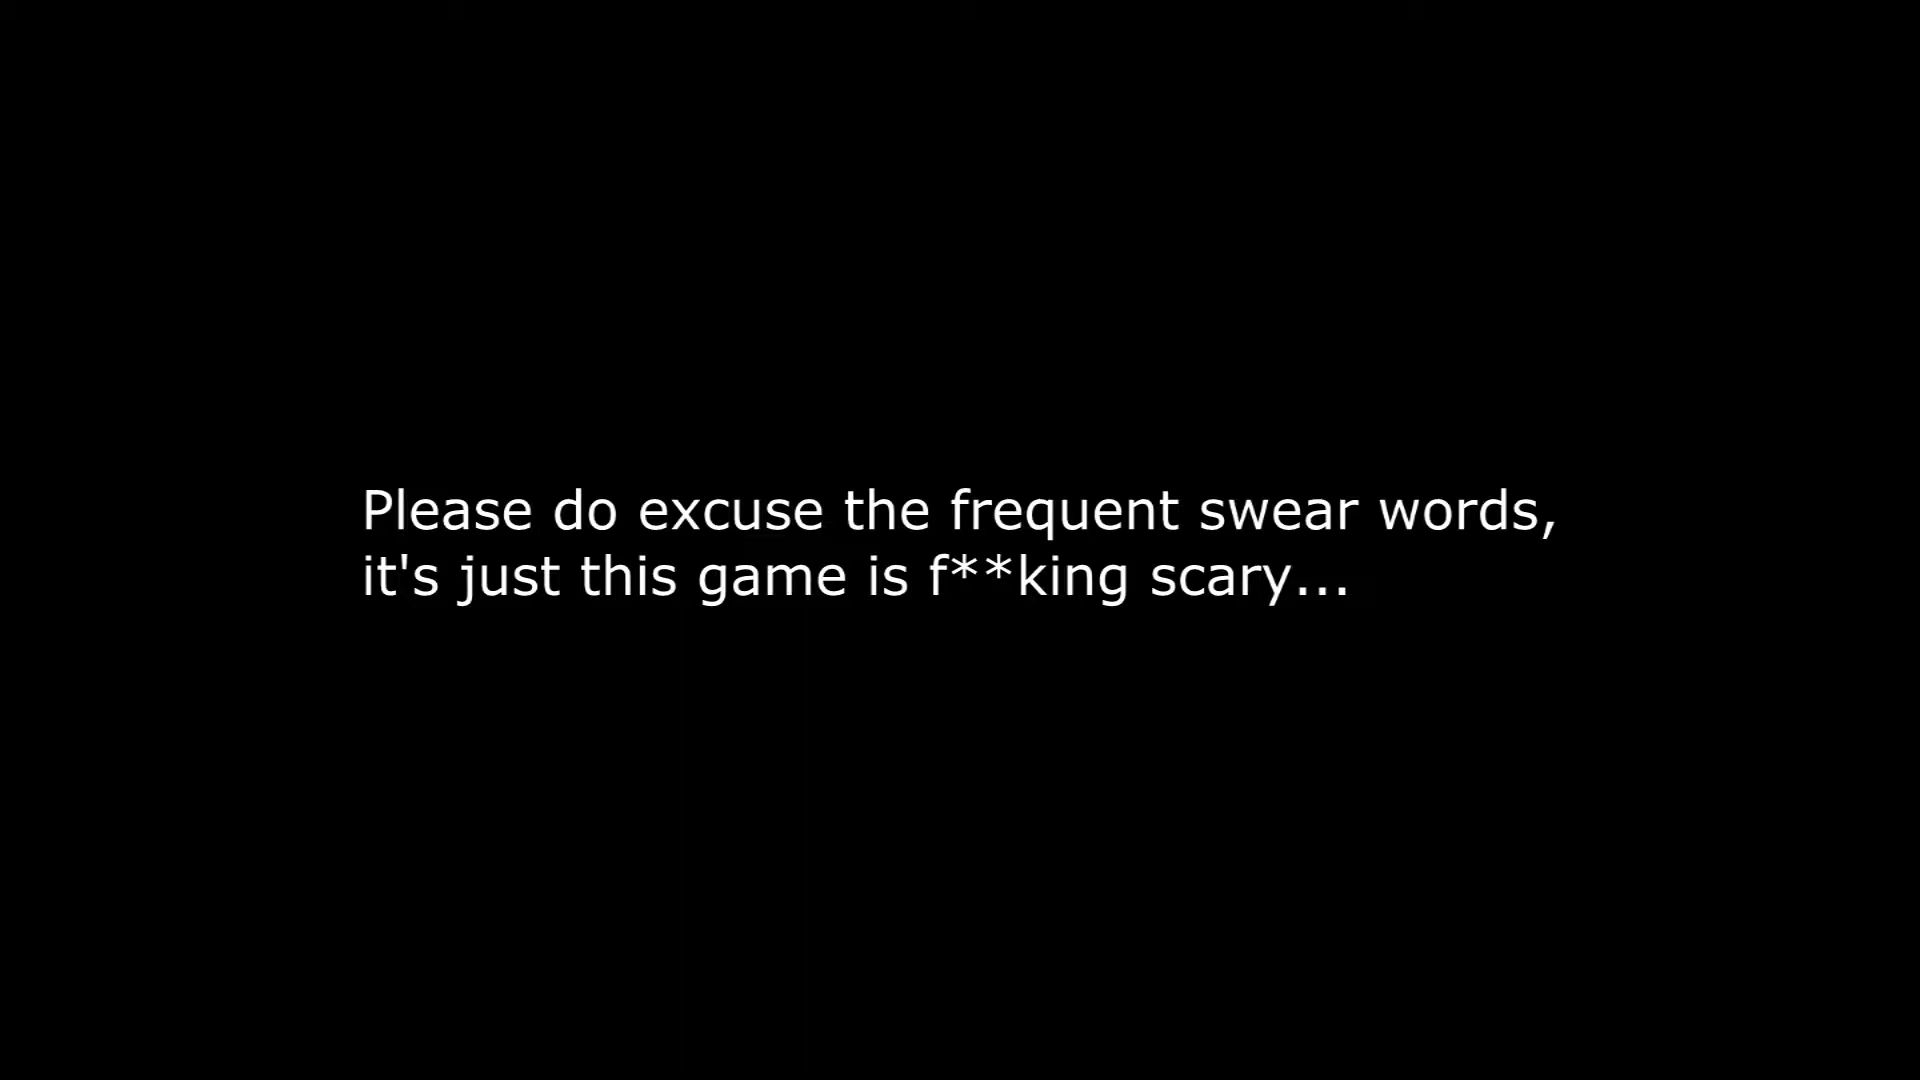 Please do excuse the frequent swear words,
it's just this game is f**king scary...